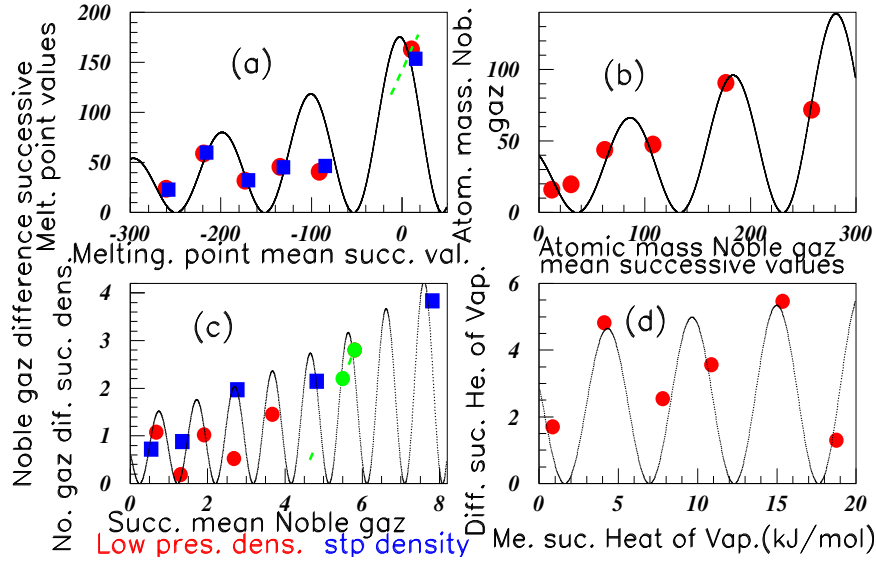 200
150
100
50
0
-200
-100
0
(a)
Noble gaz difference successive
Melt. point values
.Melting. point mean succ. val.
100
50
0
0
100
200
300
(b)
Atom. mass. Nob.
gaz
Atomic mass Noble gaz
mean successive values
4
3
2
1
0
0
2
4
6
8
(c)
No. gaz dif. suc. dens.
Succ. mean Noble gaz
Low pres. dens.
stp density
6
4
2
0
0
5
10
15
20
(d)
Diff. suc. He. of Vap.
Me. suc. Heat of Vap.(kJ/mol)